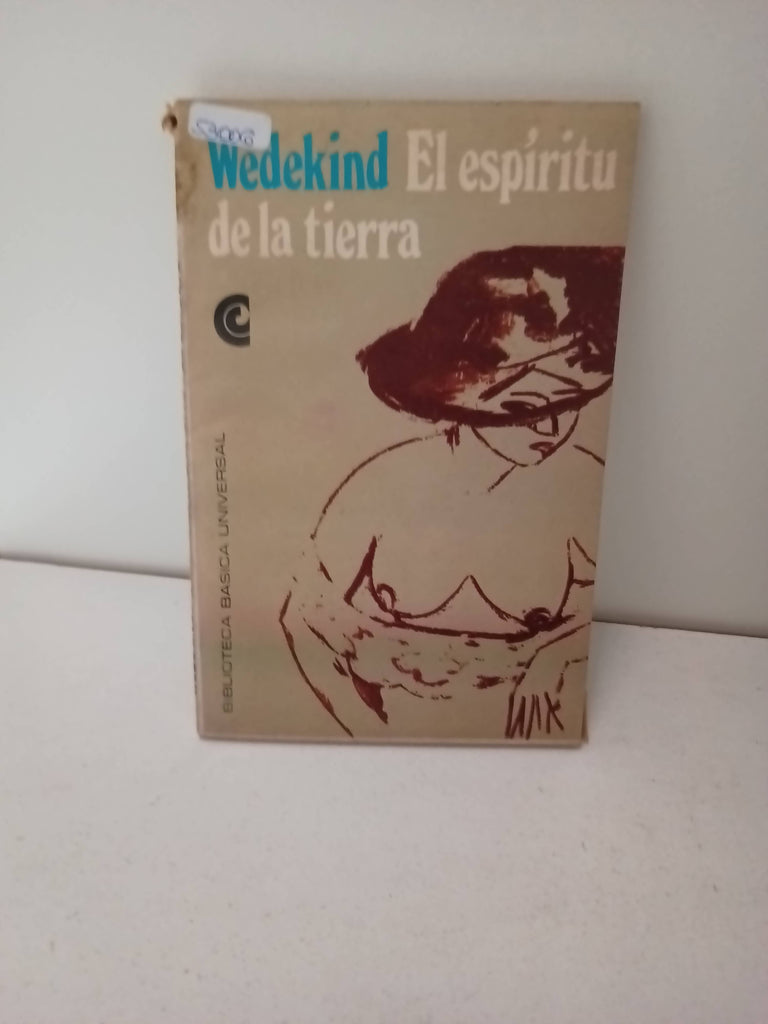 Wedekind El espíritu
de la tierra
BIBLIOTECA BASICA UNIVERSAL